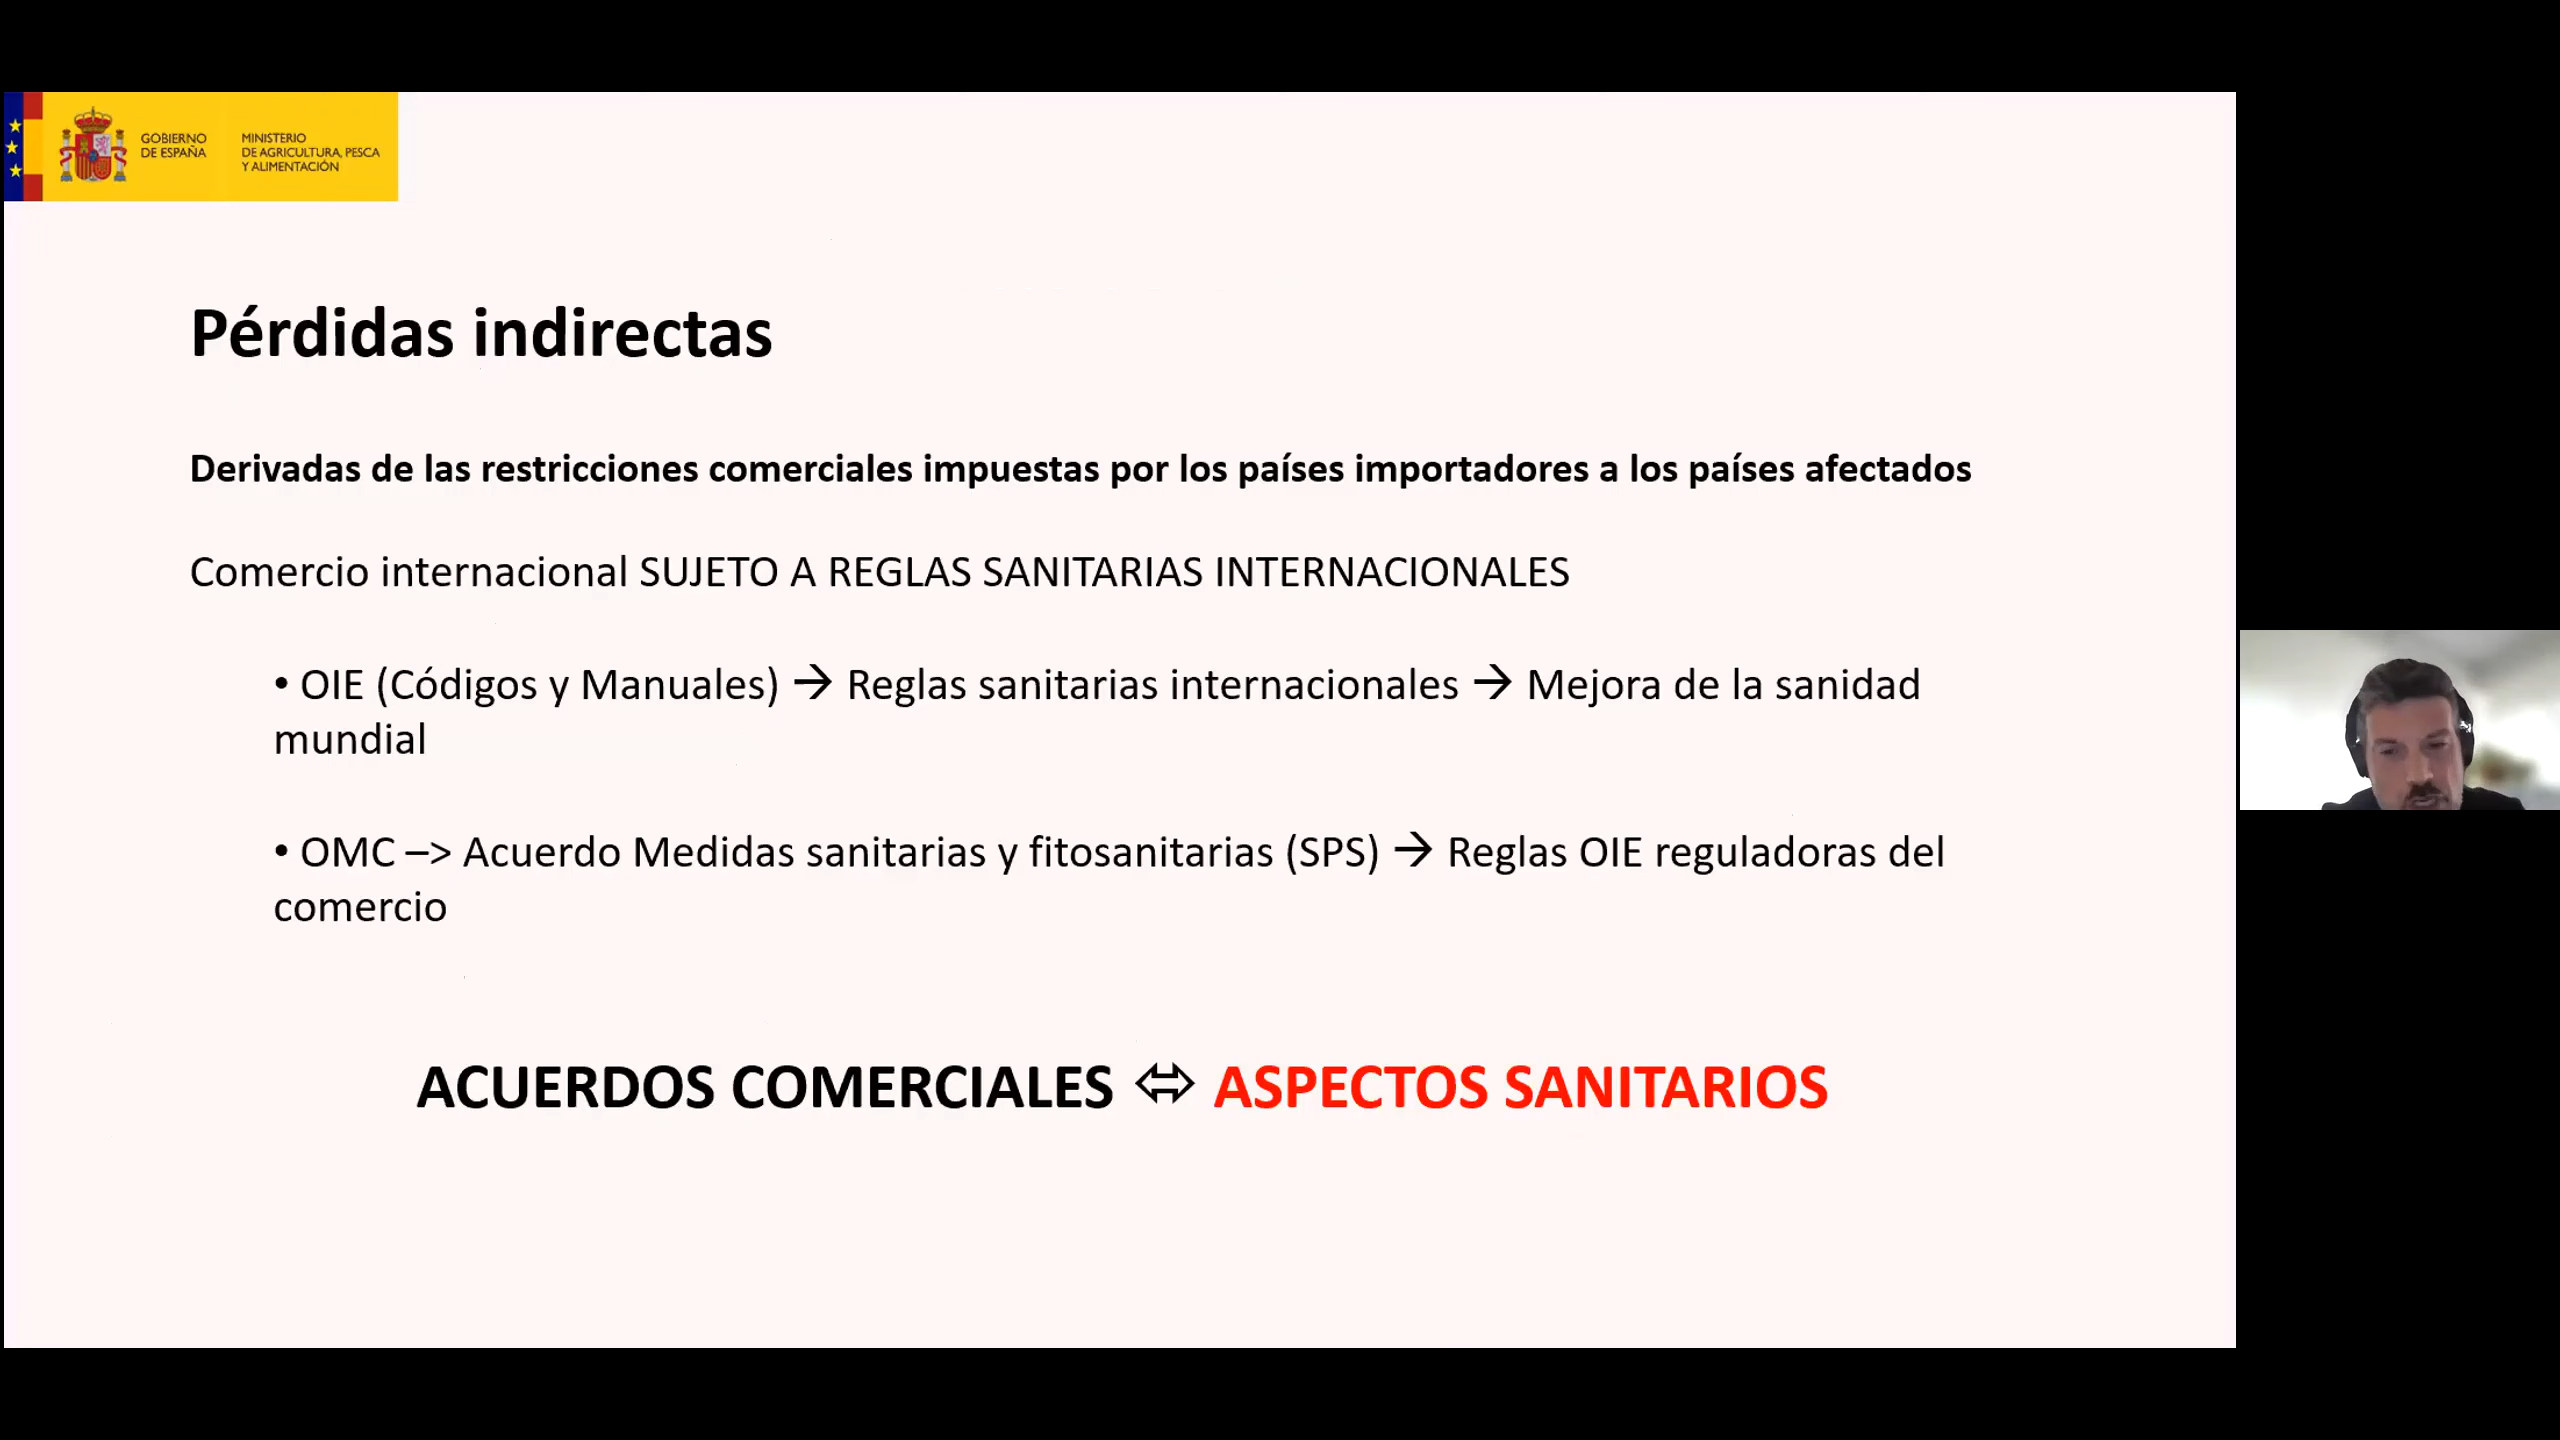 GOBIERNO
DE ESPAÑA
MINISTERIO
DE AGRICULTURA, PESCA
Y ALIMENTACIÓN
Pérdidas indirectas
Derivadas de las restricciones comerciales impuestas por los países importadores a los países afectados
Comercio internacional SUJETO A REGLAS SANITARIAS INTERNACIONALES
• OIE (Códigos y Manuales) → Reglas sanitarias internacionales → Mejora de la sanidad
mundial
• OMC –> Acuerdo Medidas sanitarias y fitosanitarias (SPS) → Reglas OIE reguladoras del
comercio
ACUERDOS COMERCIALES ⬄ ASPECTOS SANITARIOS